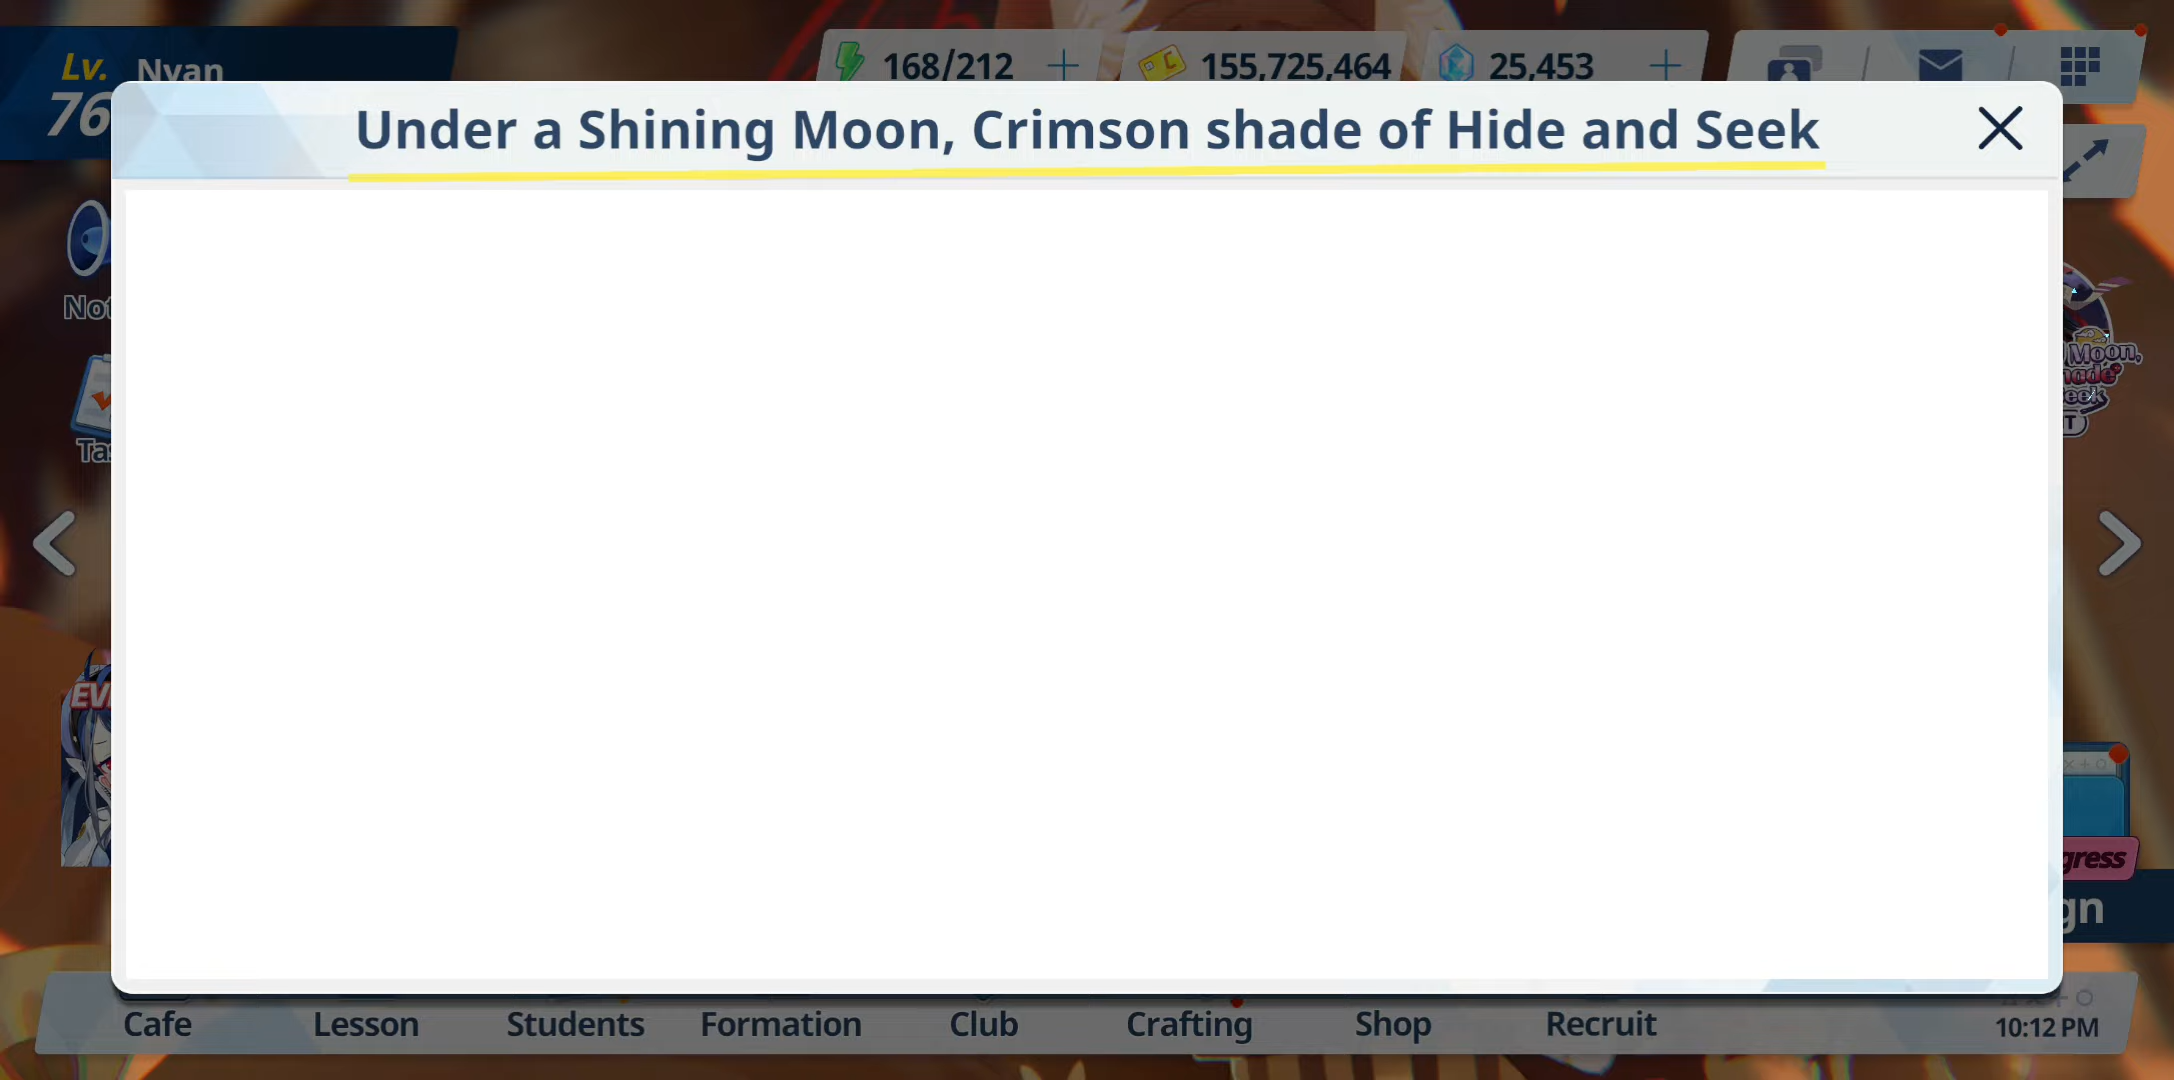 Lv. Nyan
76
168/212
155,725,464
25,453
Under a Shining Moon, Crimson shade of Hide and Seek
Moon,
10:12 PM
Cafe
Lesson
Students
Formation
Club
Crafting
Shop
Recruit